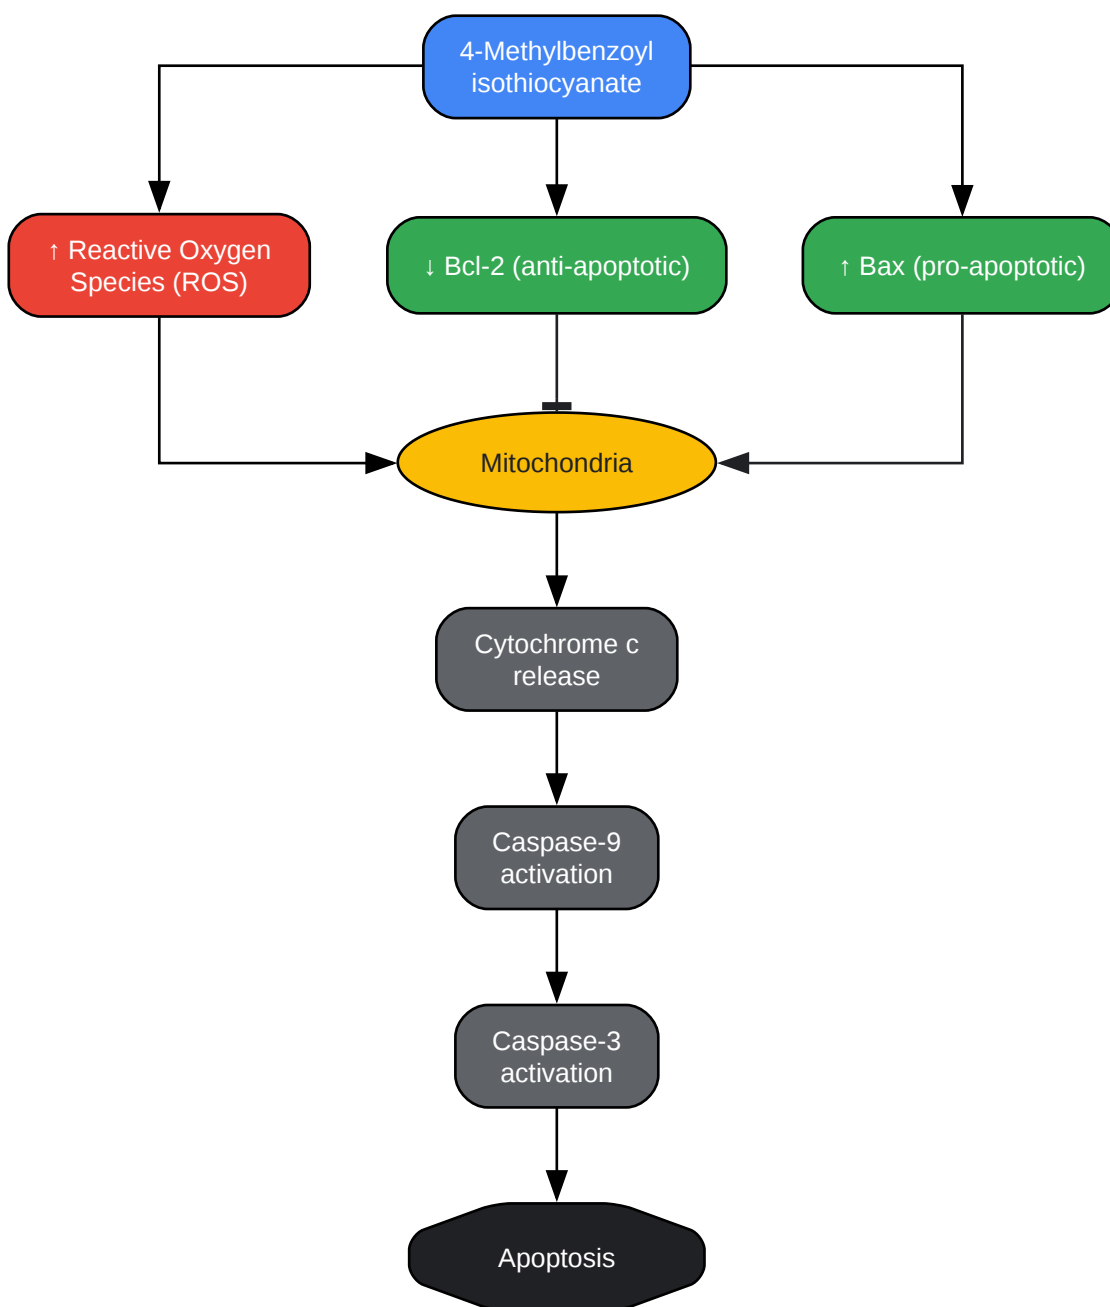 4-Methylbenzoyl
isothiocyanate
↑ Reactive Oxygen
Species (ROS)
↓ Bcl-2 (anti-apoptotic)
↑ Bax (pro-apoptotic)
Mitochondria
Cytochrome c
release
Caspase-9
activation
Caspase-3
activation
Apoptosis